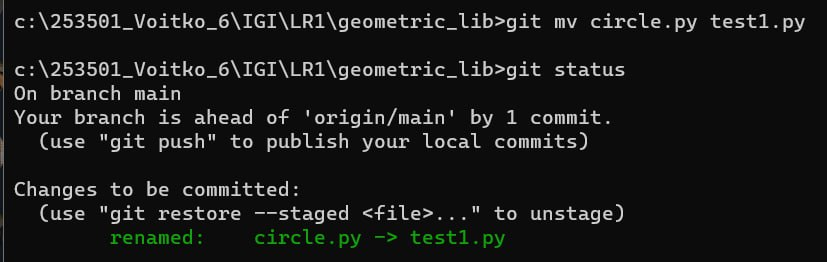 c:\253501_Voitko_6\IGI\LR1\geometric_lib>git mv circle.py test1.py
c:\253501_Voitko_6\IGI\LR1\geometric_lib>git status
On branch main
Your branch is ahead of 'origin/main' by 1 commit.
  (use "git push" to publish your local commits)
Changes to be committed:
  (use "git restore --staged <file>..." to unstage)
        renamed:    circle.py -> test1.py